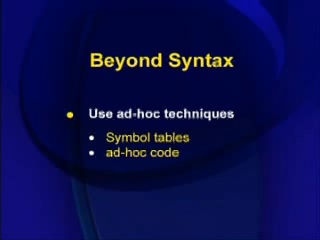 Beyond Syntax
Use ad-hoc techniques
Symbol tables
ad-hoc code